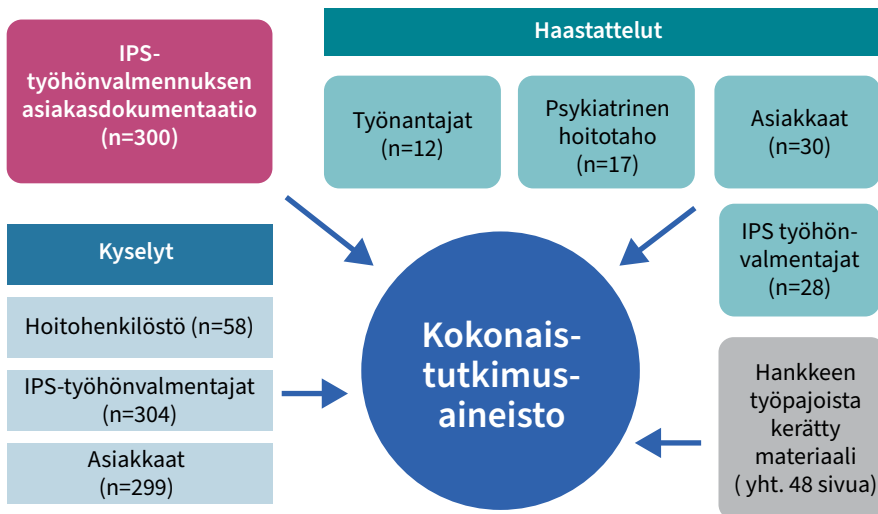 IPS-
työhönvalmennuksen
asiakasdokumentaatio
(n=300)
Haastattelut
Työnantajat
(n=12)
Psykiatrinen
hoitotaho
(n=17)
Asiakkaat
(n=30)
IPS työhön-
valmentajat
(n=28)
Kyselyt
Hoitohenkilöstö (n=58)
IPS-työhönvalmentajat
(n=304)
Asiakkaat
(n=299)
Kokonais-
tutkimus-
aineisto
Hankkeen
työpajoista
kerätty
materiaali
( yht. 48 sivua)